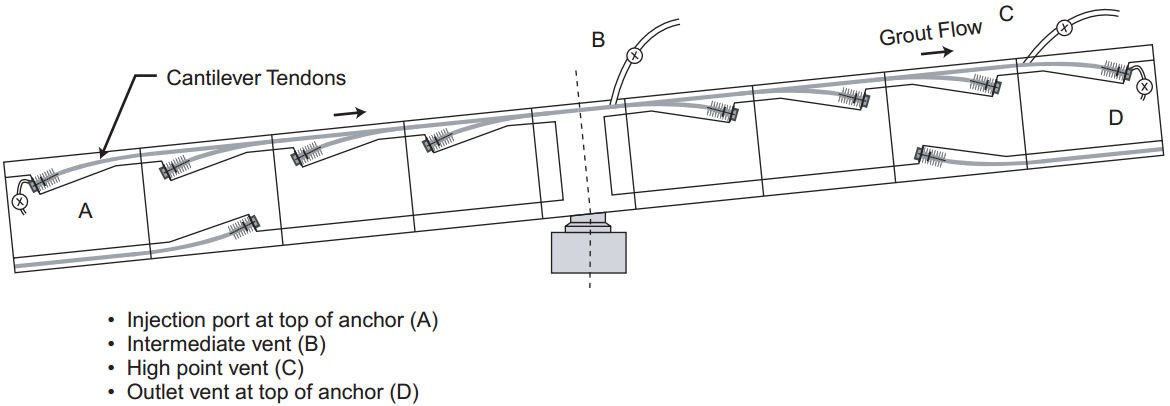 B
C
Grout Flow
Cantilever Tendons
D
A
• Injection port at top of anchor (A)
• Intermediate vent (B)
• High point vent (C)
• Outlet vent at top of anchor (D)